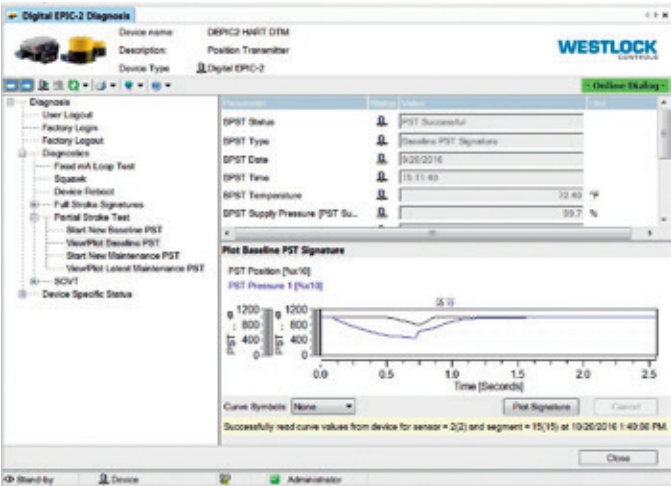 Digital EPIC-2 Diagnosis
Device name DEPIC2 HART DTM
Description: Position Transmitter
Device Type Digital EPIC-2
WESTLOCK
CONTROLS
Online Dialog
Diagnosis
User Logout
Factory Login
Factory Logout
Diagnostics
Fixed mA Loop Test
Squawk
Device Reboot
Full Stroke Signatures
Partial Stroke Test
Start New Baseline PST
View/Plot Baseline PST
Start New Maintenance PST
View/Plot Latest Maintenance PST
SOVT
Device Specific Status
Parameter Status Value Unit
BPST Status PST Successful
BPST Type Baseline PST Signature
BPST Date 9/20/2016
BPST Time
BPST Temperature 72.49 °F
BPST Supply Pressure [PST Su... 89.7 %
Plot Baseline PST Signature
PST Position [%x10]
PST Pressure 1 [%x10]
1200 1200
800 800
400 400
0 0
PST PST
0.0 0.5 1.0 1.5 2.0 2.5
Time [Seconds]
Curve Symbols: None Plot Signature Cancel
Successfully read curve values from device for sensor = 2(2) and segment = 15(15) at 10/20/2016 1:40:00 PM.
Close
Stand-by Device Administrator